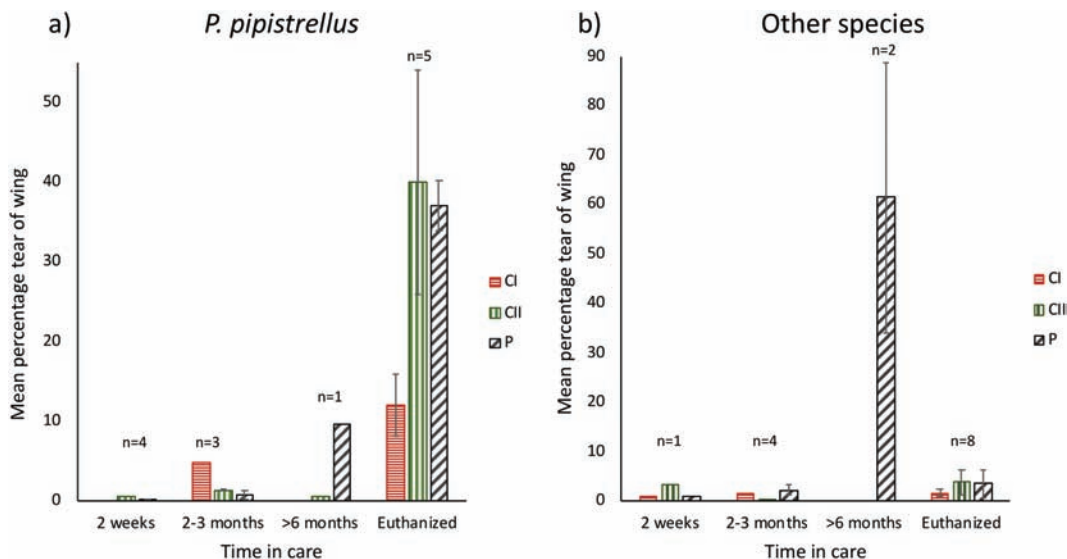 a)
P. pipistrellus
Mean percentage tear of wing
50
40
30
20
10
0
n=4
n=3
n=1
n=5
CI
CII
P
2 weeks
2-3 months
>6 months
Euthanized
Time in care
b)
Other species
Mean percentage tear of wing
90
80
70
60
50
40
30
20
10
0
n=1
n=4
n=2
n=8
CI
CII
P
2 weeks
2-3 months
>6 months
Euthanized
Time in care